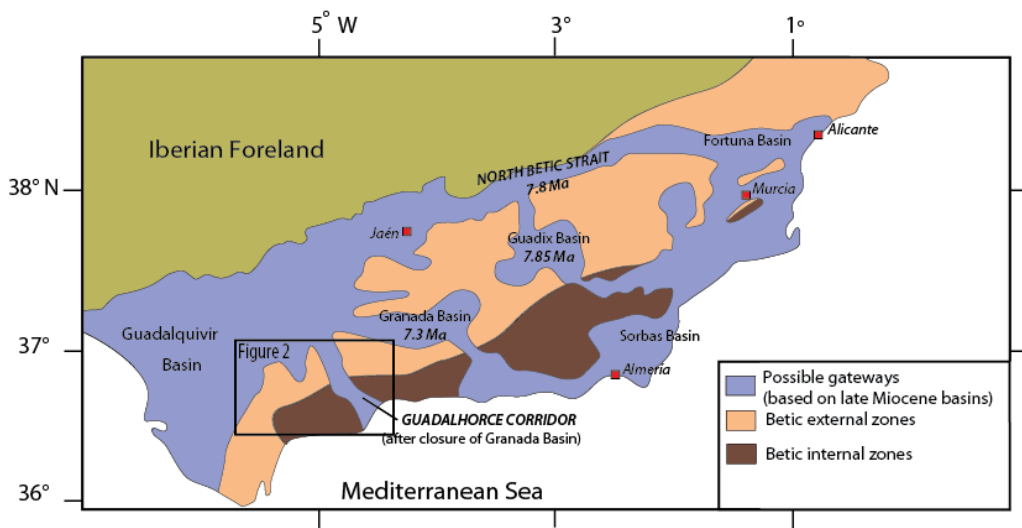 5° W
3°
1°
Iberian Foreland
Fortuna Basin
Alicante
NORTH BETIC STRAIT
7.8 Ma
38° N
Murcia
Jaén
Guadix Basin
7.85 Ma
Granada Basin
7.3 Ma
Guadalquivir
Basin
37°
Figure 2
Sorbas Basin
Almeria
Possible gateways
(based on late Miocene basins)
Betic external zones
Betic internal zones
GUADALHORCE CORRIDOR
(after closure of Granada Basin)
36°
Mediterranean Sea